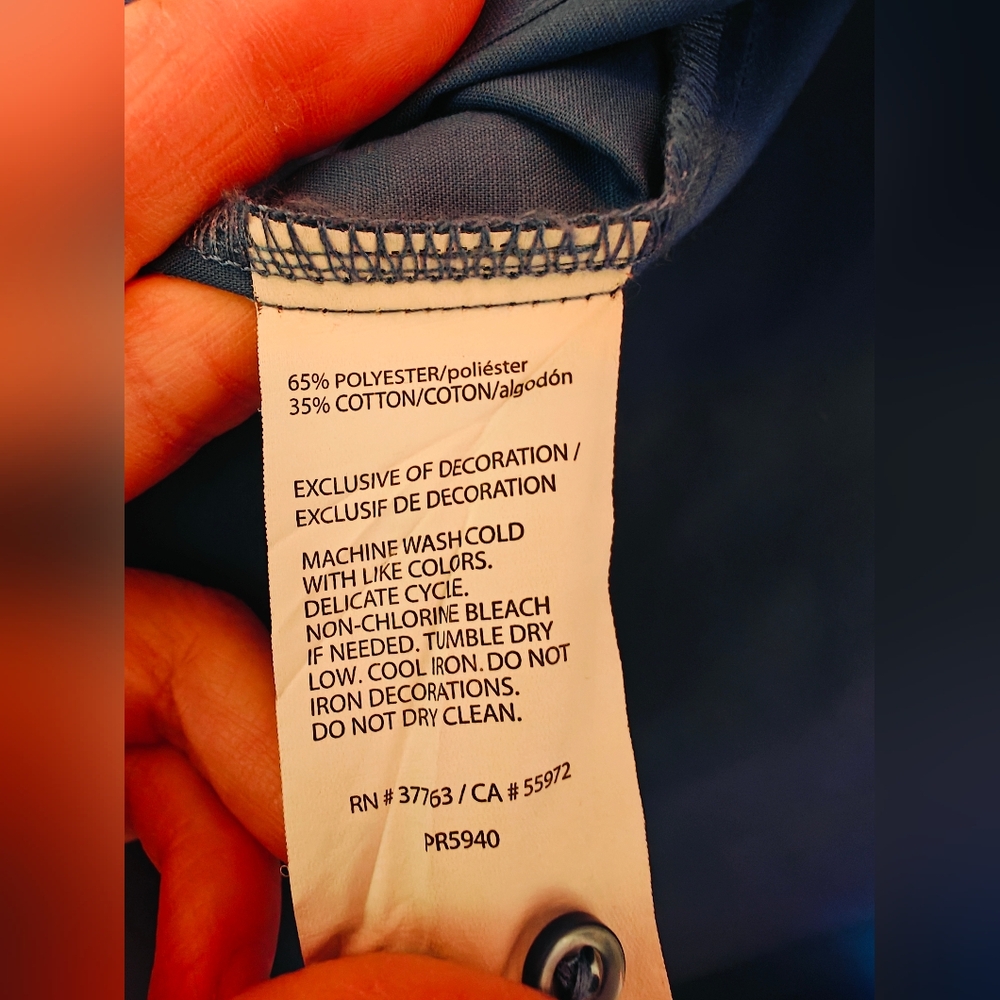 65% POLYESTER/poliéster
35% COTTON/COTON/algodón
EXCLUSIVE OF DECORATION /
EXCLUSIF DE DECORATION
MACHINE WASH COLD
WITH LIKE COLORS.
DELICATE CYCLE.
NON-CHLORINE BLEACH
IF NEEDED. TUMBLE DRY
LOW. COOL IRON. DO NOT
IRON DECORATIONS.
DO NOT DRY CLEAN.
RN # 37763 / CA # 55972
PR5940